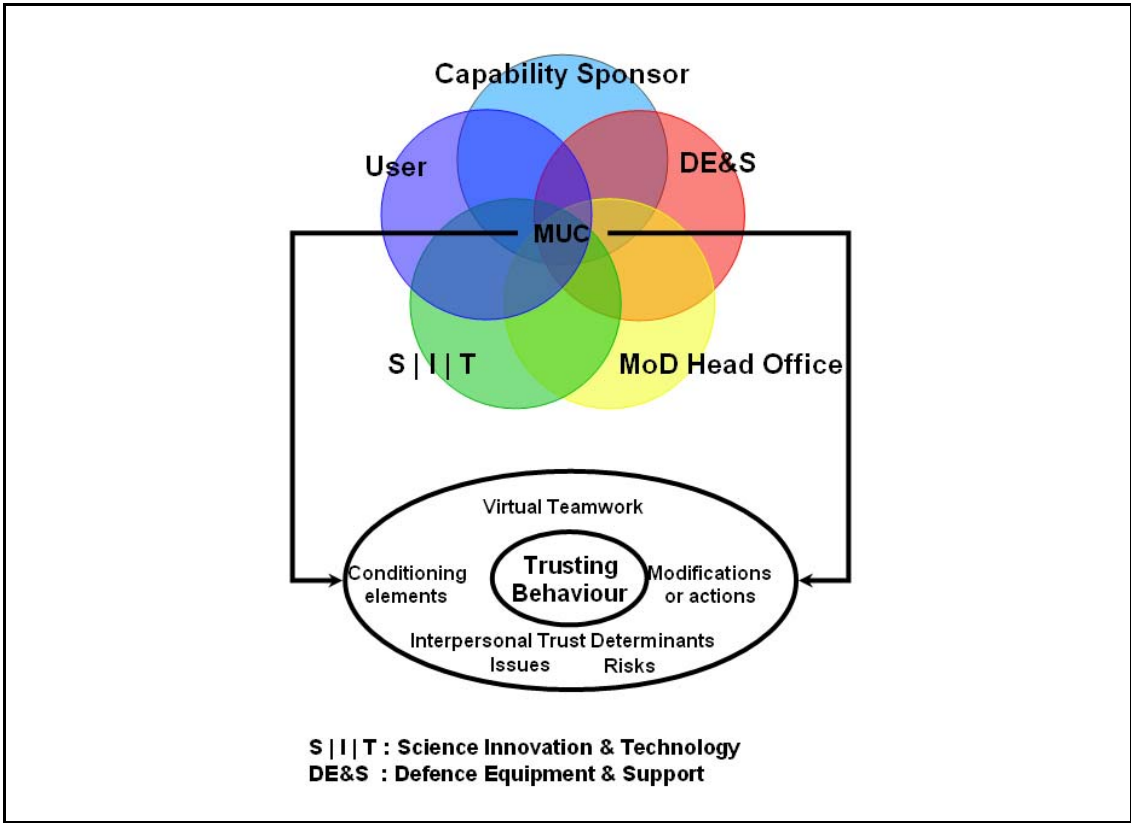 Capability Sponsor
User
DE&S
MUC
S | I | T
MoD Head Office
Virtual Teamwork
Conditioning
elements
Trusting
Behaviour
Modifications
or actions
Interpersonal Trust Determinants
Issues
Risks
S | I | T : Science Innovation & Technology
DE&S : Defence Equipment & Support